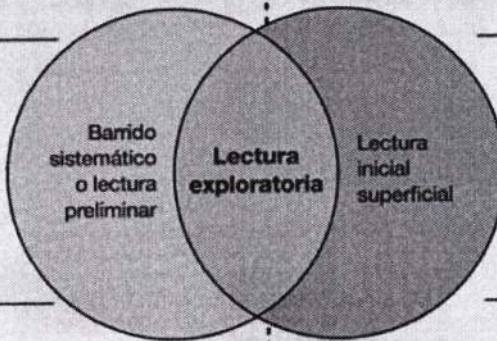 Barrido
sistemático
o lectura
preliminar
Lectura
exploratoria
Lectura
inicial
superficial